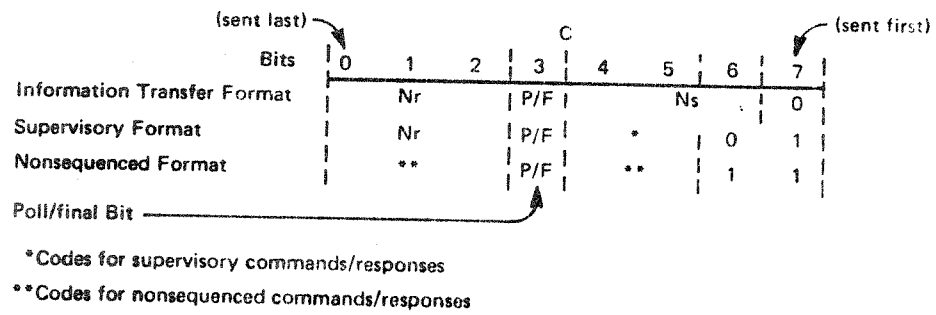 (sent last)
(sent first)
C
Bits 0 1 2 3 4 5 6 7
Information Transfer Format Nr P/F Ns 0
Supervisory Format Nr P/F * 0 1
Nonsequenced Format ** P/F ** 1 1
Poll/final Bit
*Codes for supervisory commands/responses
**Codes for nonsequenced commands/responses